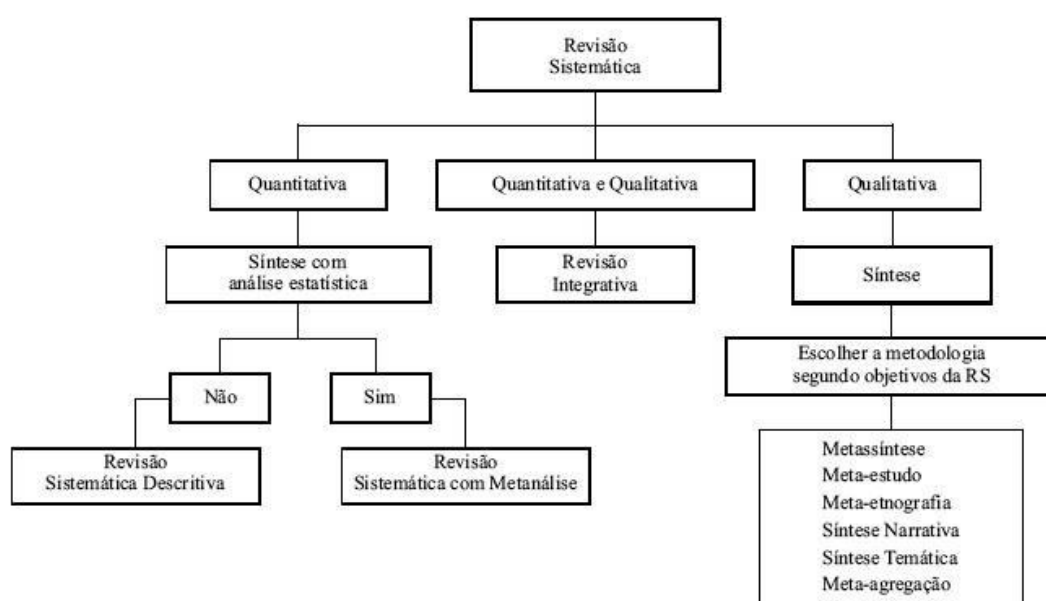 Revisão
Sistemática
Quantitativa
Quantitativa e Qualitativa
Qualitativa
Síntese com
análise estatística
Revisão
Integrativa
Síntese
Escolher a metodologia
segundo objetivos da RS
Não
Sim
Revisão
Sistemática Descritiva
Revisão
Sistemática com Metanálise
Metassíntese
Meta-estudo
Meta-etnografia
Síntese Narrativa
Síntese Temática
Meta-agregação